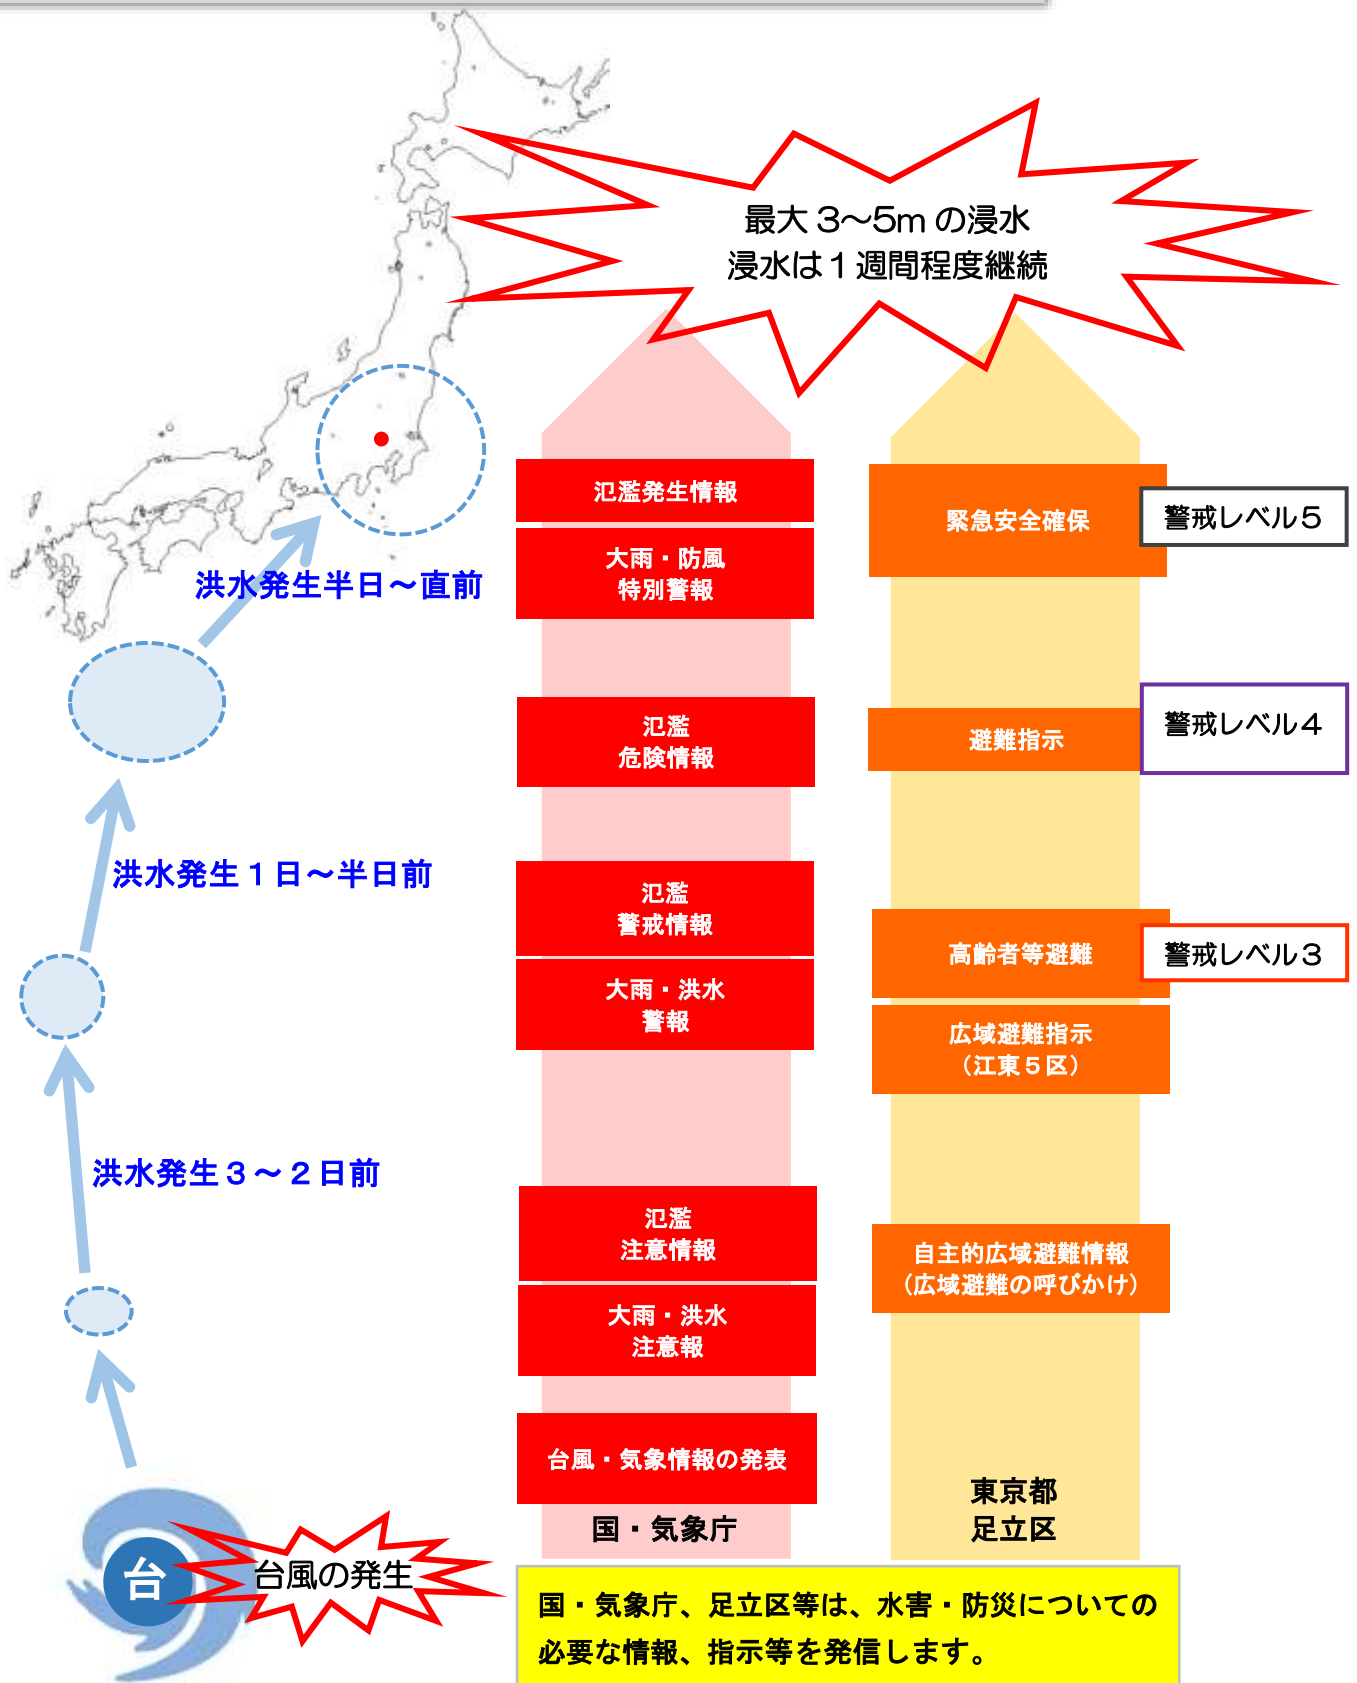 最大３～５ｍの浸水
浸水は１週間程度継続
氾濫発生情報
大雨・防風
特別警報
緊急安全確保
警戒レベル５
洪水発生半日～直前
氾濫
危険情報
避難指示
警戒レベル４
洪水発生１日～半日前
氾濫
警戒情報
大雨・洪水
警報
高齢者等避難
警戒レベル３
広域避難指示
（江東５区）
洪水発生３～２日前
氾濫
注意情報
大雨・洪水
注意報
自主的広域避難情報
（広域避難の呼びかけ）
台風・気象情報の発表
国・気象庁
東京都
足立区
台
台風の発生
国・気象庁、足立区等は、水害・防災についての
必要な情報、指示等を発信します。